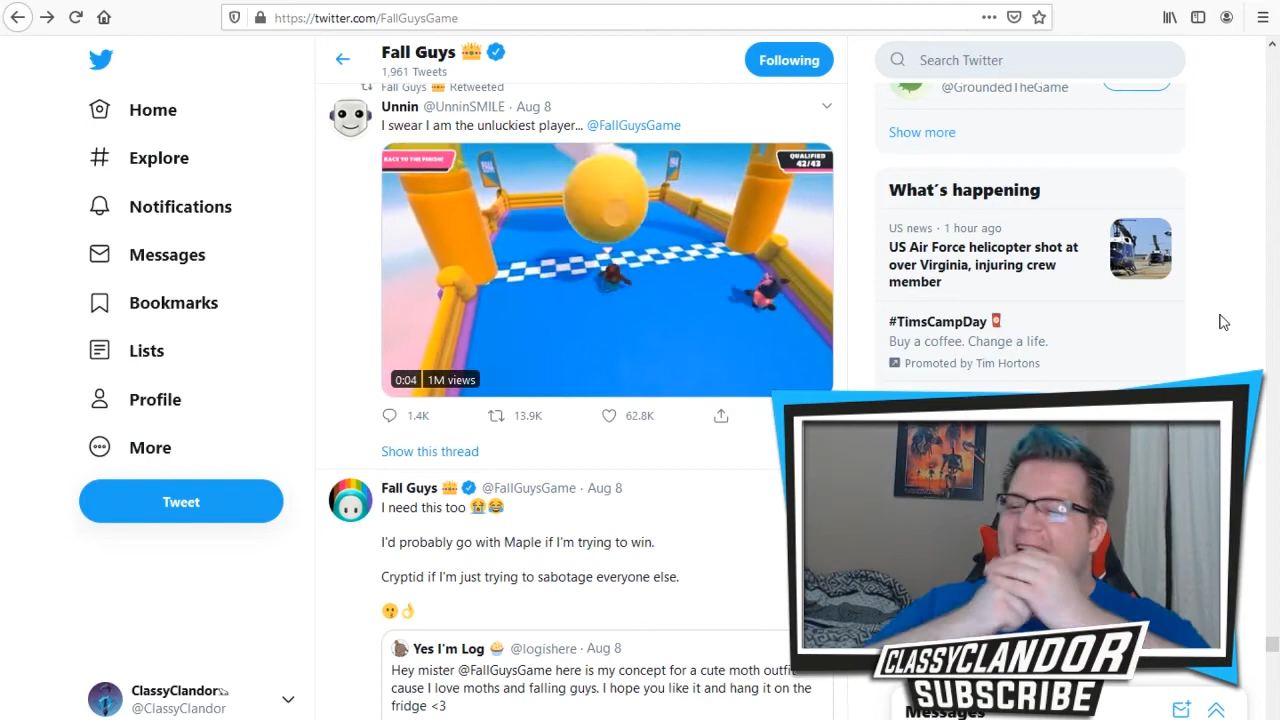 https://twitter.com/FallGuysGame
Home
Explore
Notifications
Messages
Bookmarks
Lists
Profile
More
Tweet
ClassyClandor
@ClassyClandor
Fall Guys
1,961 Tweets
Following
Fall Guys 👑 Retweeted
Unnin @UnninSMILE · Aug 8
I swear I am the unluckiest player... @FallGuysGame
RACE TO THE FINISH!
QUALIFIED
42/43
0:04 1M views
1.4K 13.9K 62.8K
Show this thread
Fall Guys 👑 @FallGuysGame · Aug 8
I need this too 😭😂
I'd probably go with Maple if I'm trying to win.
Cryptid if I'm just trying to sabotage everyone else.
🤫👌
Yes I'm Log 🧁 @logishere · Aug 8
Hey mister @FallGuysGame here is my concept for a cute moth outfi
cause I love moths and falling guys. I hope you like it and hang it on the
fridge <3
Search Twitter
@GroundedTheGame
Show more
What's happening
US news · 1 hour ago
US Air Force helicopter shot at
over Virginia, injuring crew
member
#TimsCampDay
Buy a coffee. Change a life.
Promoted by Tim Hortons
CLASSYCLANDOR
SUBSCRIBE
Messages